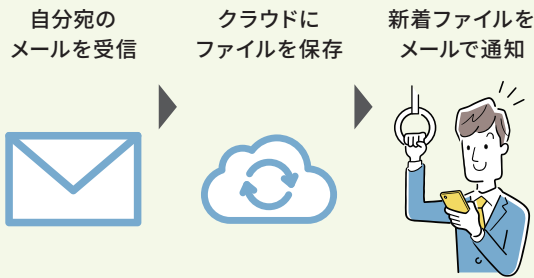 自分宛の
メールを受信
クラウドに
ファイルを保存
新着ファイルを
メールで通知